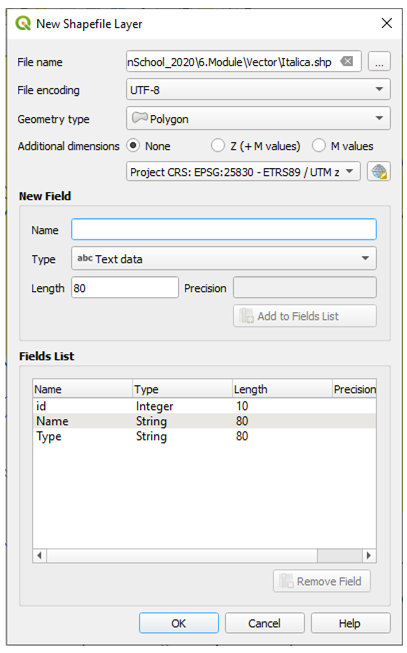 New Shapefile Layer
File name nSchool_2020\6.Module\Vector\Italica.shp ...
File encoding UTF-8
Geometry type Polygon
Additional dimensions None Z (+ M values) M values
Project CRS: EPSG:25830 - ETRS89 / UTM z
New Field
Name
Type abc Text data
Length 80 Precision
Add to Fields List
Fields List
Name Type Length Precision
id Integer 10
Name String 80
Type String 80
Remove Field
OK Cancel Help